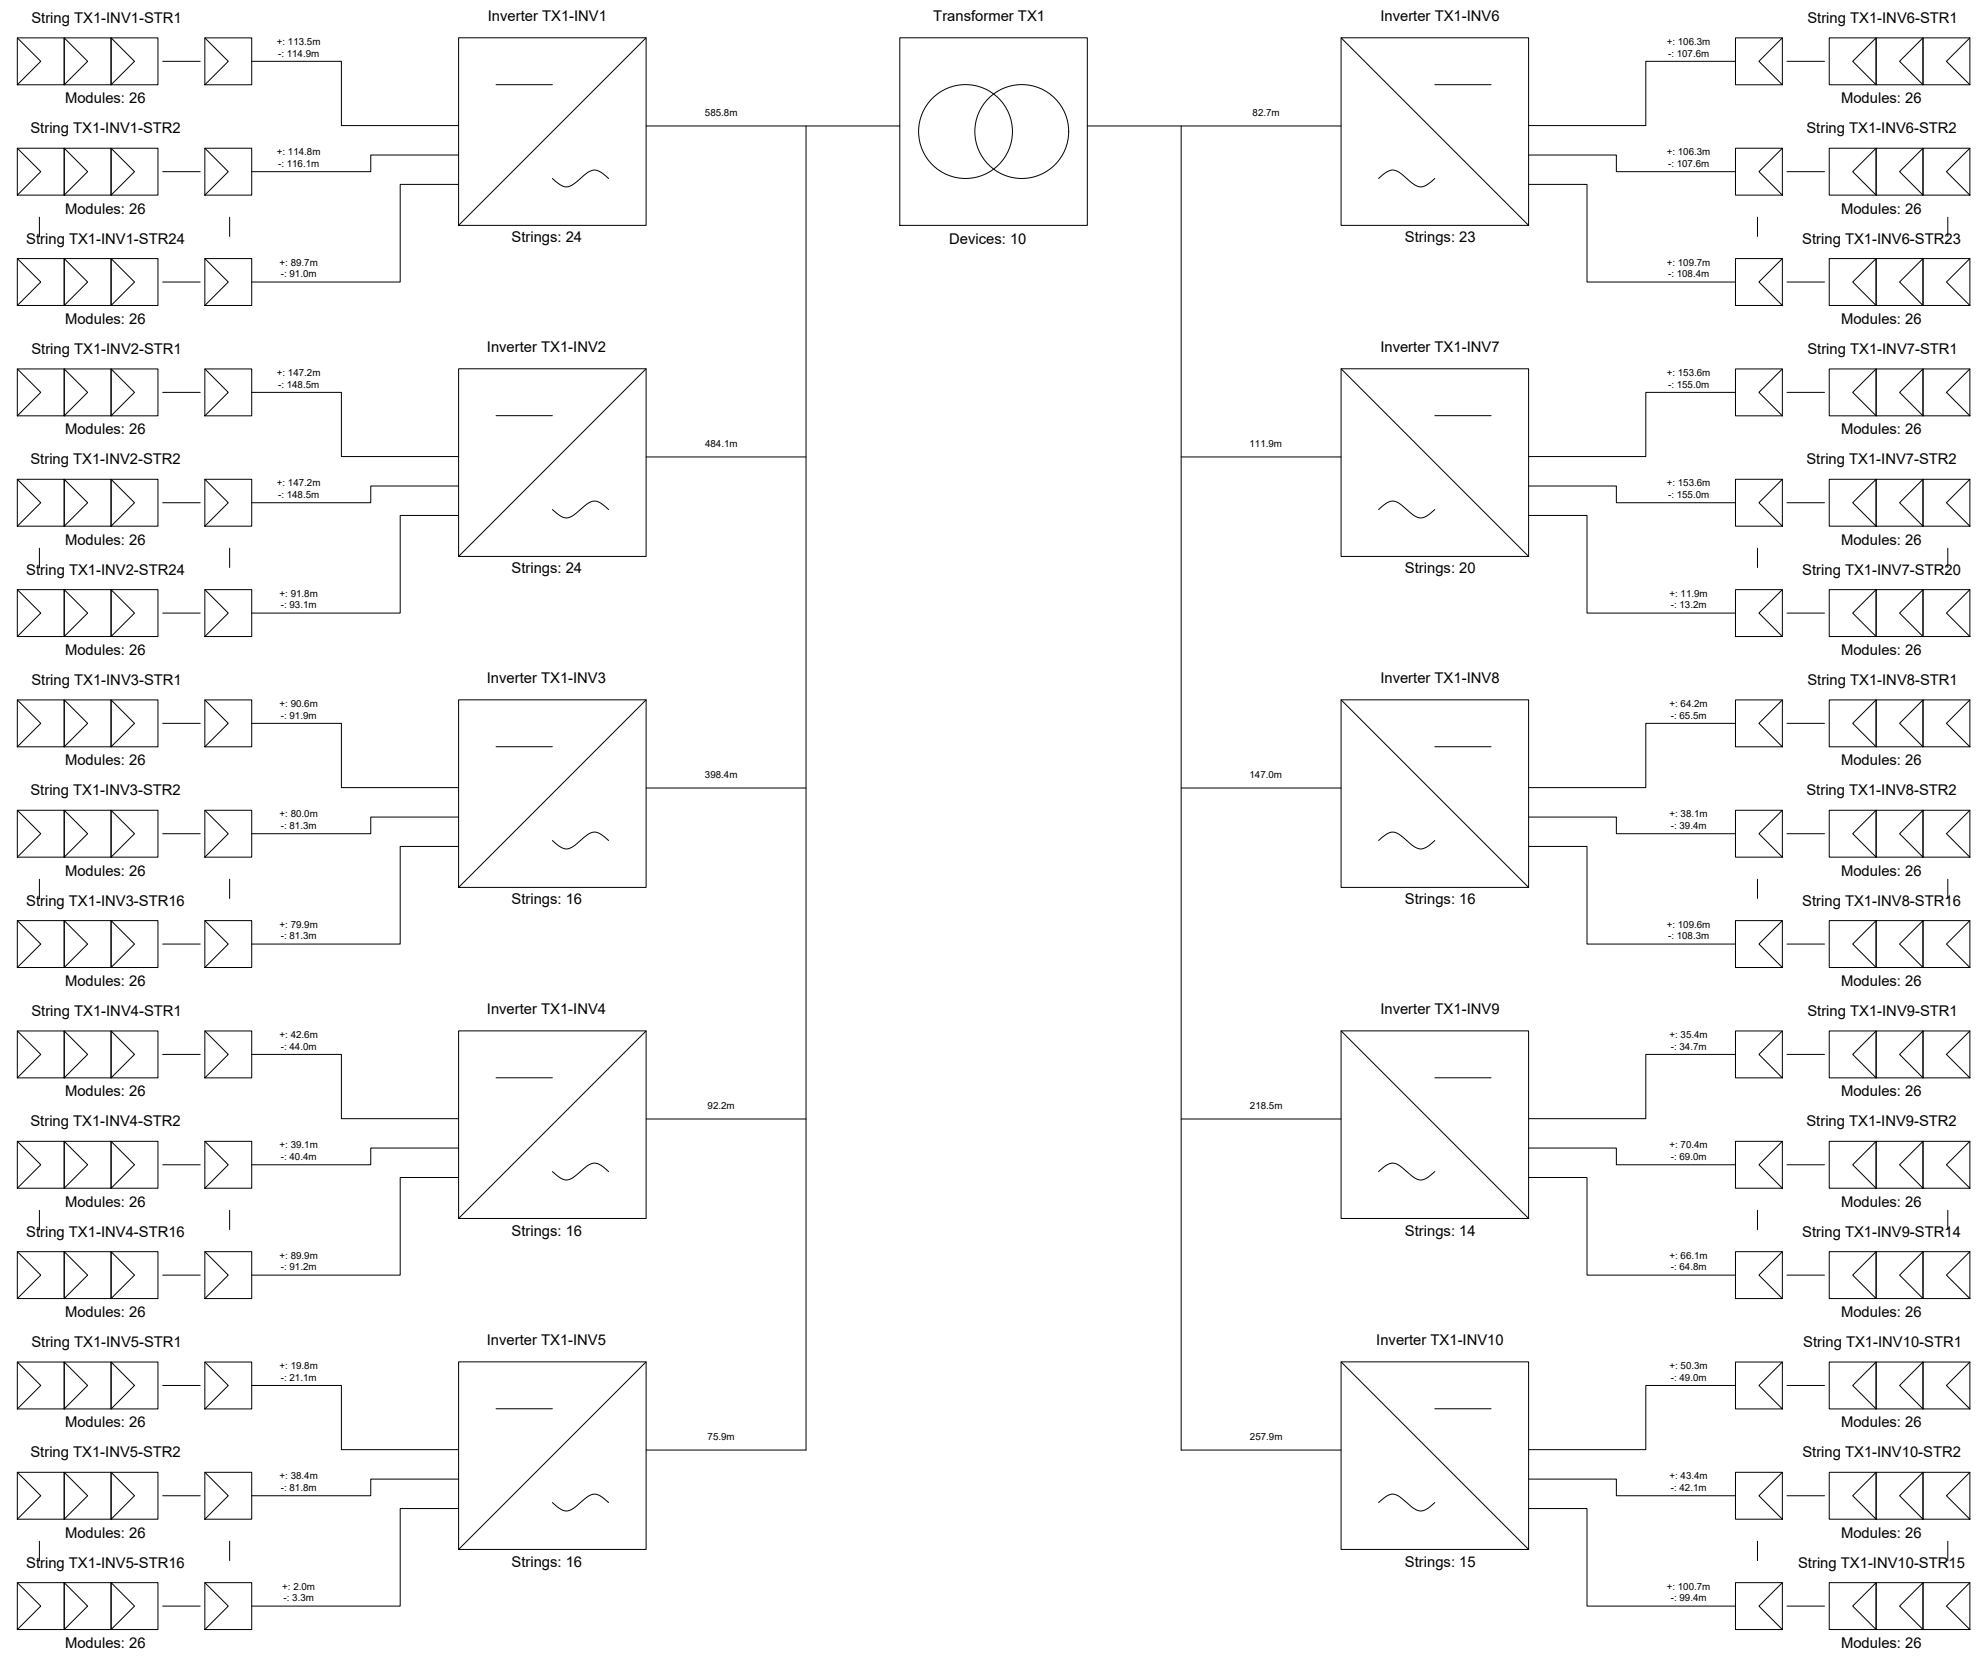 String TX1-INV1-STR1
+: 113.5m
-: 114.9m
Modules: 26
String TX1-INV1-STR2
+: 114.8m
-: 116.1m
Modules: 26
String TX1-INV1-STR24
+: 89.7m
-: 91.0m
Modules: 26
Inverter TX1-INV1
Strings: 24
585.8m
String TX1-INV2-STR1
+: 147.2m
-: 148.5m
Modules: 26
String TX1-INV2-STR2
+: 147.2m
-: 148.5m
Modules: 26
String TX1-INV2-STR24
+: 91.8m
-: 93.1m
Modules: 26
Inverter TX1-INV2
Strings: 24
484.1m
String TX1-INV3-STR1
+: 90.6m
-: 91.9m
Modules: 26
String TX1-INV3-STR2
+: 80.0m
-: 81.3m
Modules: 26
String TX1-INV3-STR16
+: 79.9m
-: 81.3m
Modules: 26
Inverter TX1-INV3
Strings: 16
398.4m
String TX1-INV4-STR1
+: 42.6m
-: 44.0m
Modules: 26
String TX1-INV4-STR2
+: 39.1m
-: 40.4m
Modules: 26
String TX1-INV4-STR16
+: 89.9m
-: 91.2m
Modules: 26
Inverter TX1-INV4
Strings: 16
92.2m
String TX1-INV5-STR1
+: 19.8m
-: 21.1m
Modules: 26
String TX1-INV5-STR2
+: 38.4m
-: 81.8m
Modules: 26
String TX1-INV5-STR16
+: 2.0m
-: 3.3m
Modules: 26
Inverter TX1-INV5
Strings: 16
75.9m
Transformer TX1
Devices: 10
82.7m
Inverter TX1-INV6
Strings: 23
String TX1-INV6-STR1
+: 106.3m
-: 107.6m
Modules: 26
String TX1-INV6-STR2
+: 106.3m
-: 107.6m
Modules: 26
String TX1-INV6-STR23
+: 109.7m
-: 108.4m
Modules: 26
111.9m
Inverter TX1-INV7
Strings: 20
String TX1-INV7-STR1
+: 153.6m
-: 155.0m
Modules: 26
String TX1-INV7-STR2
+: 153.6m
-: 155.0m
Modules: 26
String TX1-INV7-STR20
+: 11.9m
-: 13.2m
Modules: 26
147.0m
Inverter TX1-INV8
Strings: 16
String TX1-INV8-STR1
+: 64.2m
-: 65.5m
Modules: 26
String TX1-INV8-STR2
+: 38.1m
-: 39.4m
Modules: 26
String TX1-INV8-STR16
+: 109.6m
-: 108.3m
Modules: 26
218.5m
Inverter TX1-INV9
Strings: 14
String TX1-INV9-STR1
+: 35.4m
-: 34.7m
Modules: 26
String TX1-INV9-STR2
+: 70.4m
-: 69.0m
Modules: 26
String TX1-INV9-STR14
+: 66.1m
-: 64.8m
Modules: 26
257.9m
Inverter TX1-INV10
Strings: 15
String TX1-INV10-STR1
+: 50.3m
-: 49.0m
Modules: 26
String TX1-INV10-STR2
+: 43.4m
-: 42.1m
Modules: 26
String TX1-INV10-STR15
+: 100.7m
-: 99.4m
Modules: 26